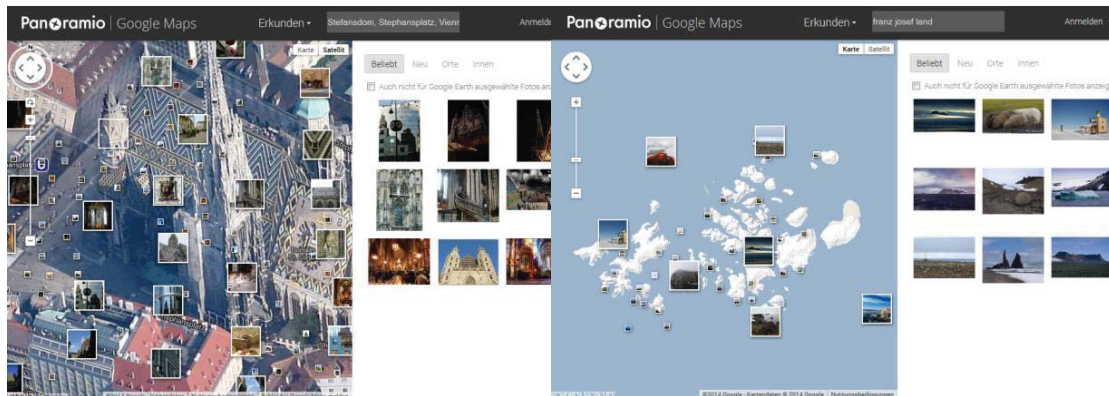 Panoramio | Google Maps
Erkunden
Stefansdom, Stephansplatz, Vienr
Anmelde
Karte
Satellit
Beliebt
Neu
Orte
Innen
Auch nicht für Google Earth ausgewählte Fotos an
Panoramio | Google Maps
Erkunden
franz josef land
Anmelden
Karte
Satellit
Beliebt
Neu
Orte
Innen
Auch nicht für Google Earth ausgewählte Fotos anzeig
©2014 Google - Kartendaten © 2014 Google
Nutzungsbedingungen